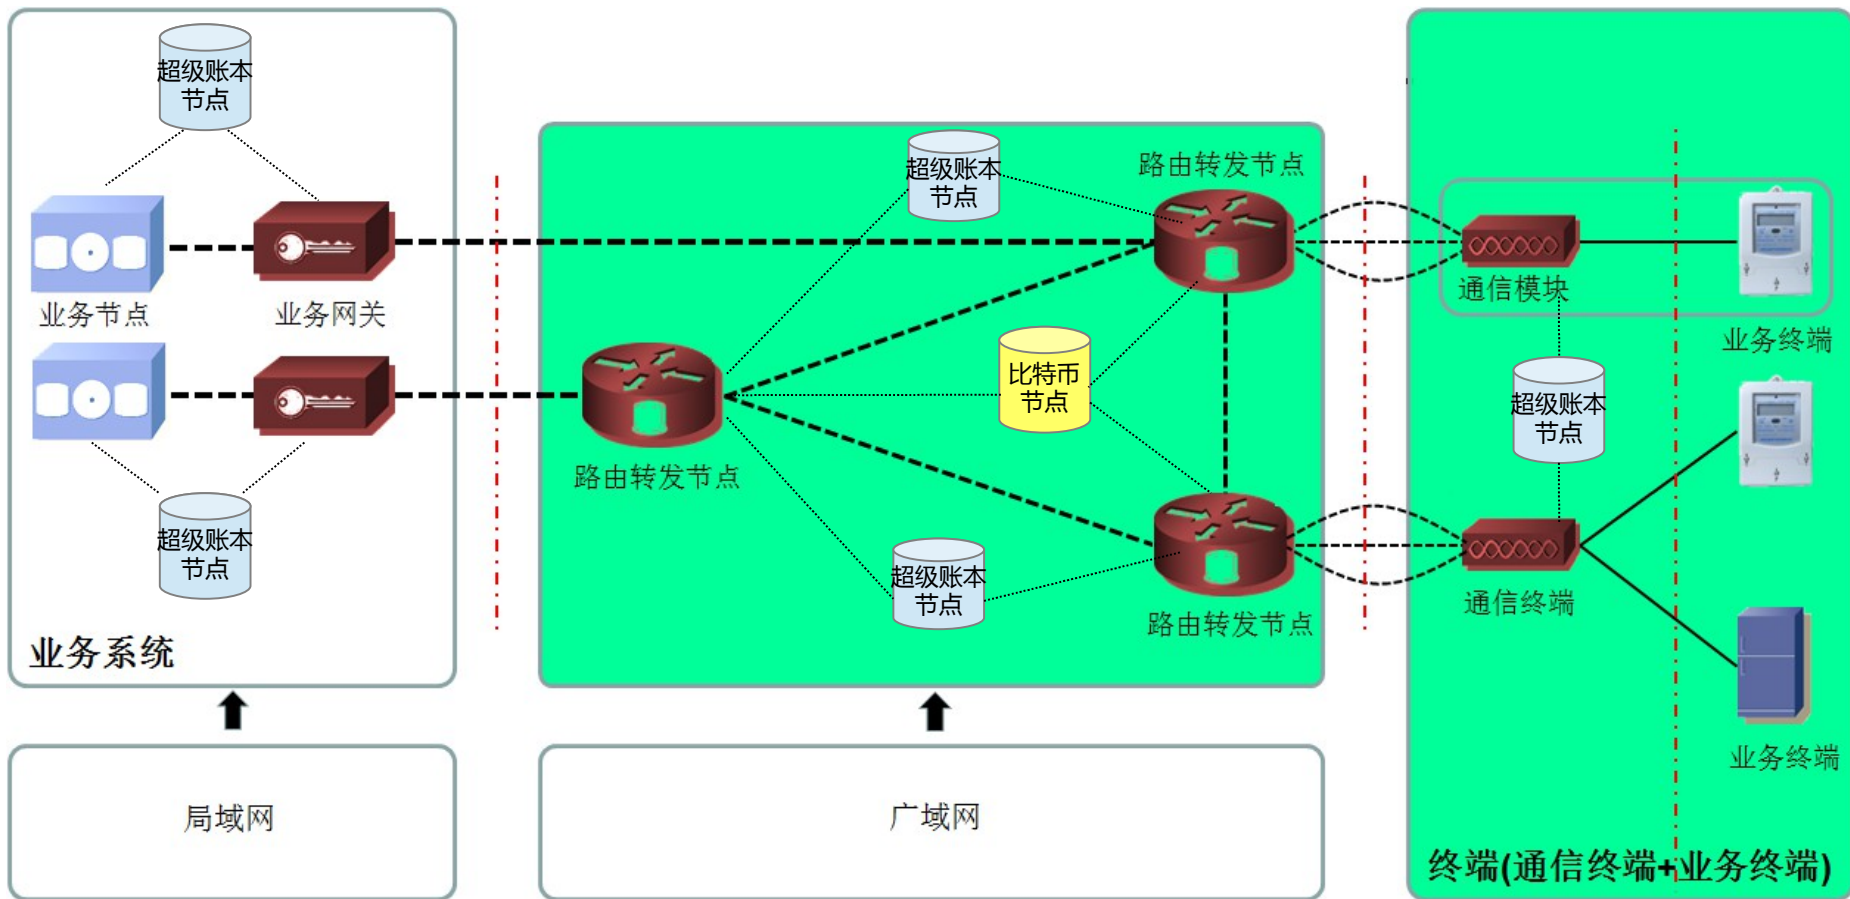 超级账本
节点
业务节点
业务网关
超级账本
节点
业务系统
局域网
超级账本
节点
路由转发节点
比特币
节点
路由转发节点
超级账本
节点
路由转发节点
广域网
通信模块
业务终端
超级账本
节点
通信终端
业务终端
终端(通信终端+业务终端)